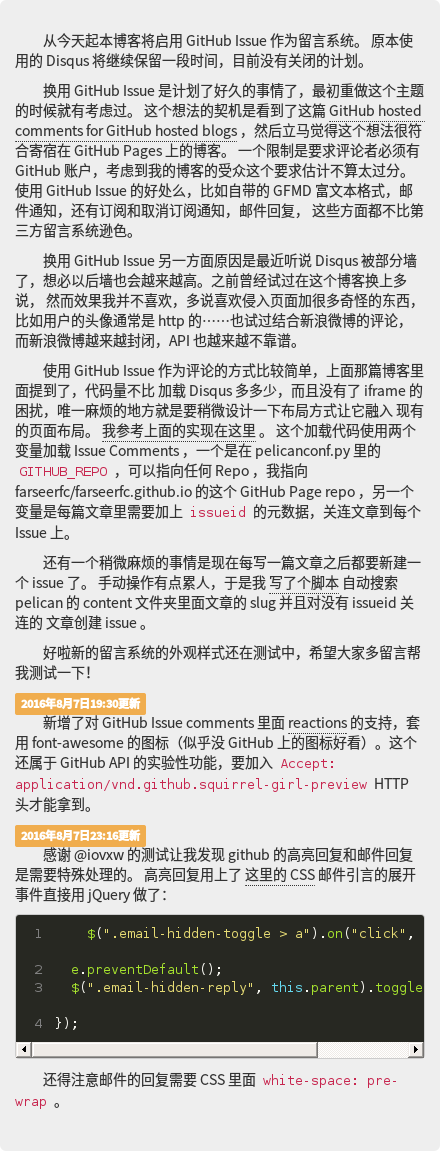 从今天起本博客将启用 GitHub Issue 作为留言系统。 原本使
用的 Disqus 将继续保留一段时间，目前没有关闭的计划。
换用 GitHub Issue 是计划了好久的事情了，最初重做这个主题
的时候就有考虑过。 这个想法的契机是看到了这篇 GitHub hosted
comments for GitHub hosted blogs ，然后立马觉得这个想法很符
合寄宿在 GitHub Pages 上的博客。 一个限制是要求评论者必须有
GitHub 账户，考虑到我的博客的受众这个要求估计不算太过分。
使用 GitHub Issue 的好处么，比如自带的 GFMD 富文本格式，邮
件通知，还有订阅和取消订阅通知，邮件回复， 这些方面都不比第
三方留言系统逊色。
换用 GitHub Issue 另一方面原因是最近听说 Disqus 被部分墙
了，想必以后墙也会越来越高。之前曾经试过在这个博客换上多
说， 然而效果我并不喜欢，多说喜欢侵入页面加很多奇怪的东西，
比如用户的头像通常是 http 的……也试过结合新浪微博的评论，
而新浪微博越来越封闭，API 也越来越不靠谱。
使用 GitHub Issue 作为评论的方式比较简单，上面那篇博客里
面提到了，代码量不比 加载 Disqus 多多少，而且没有了 iframe 的
困扰，唯一麻烦的地方就是要稍微设计一下布局方式让它融入 现有
的页面布局。 我参考上面的实现在这里 。 这个加载代码使用两个
变量加载 Issue Comments ，一个是在 pelicanconf.py 里的
GITHUB_REPO ，可以指向任何 Repo ，我指向
farseerfc/farseerfc.github.io 的这个 GitHub Page repo ，另一个
变量是每篇文章里需要加上 issueid 的元数据，关连文章到每个
Issue 上。
还有一个稍微麻烦的事情是现在每写一篇文章之后都要新建一
个 issue 了。 手动操作有点累人，于是我 写了个脚本 自动搜索
pelican 的 content 文件夹里面文章的 slug 并且对没有 issueid 关
连的 文章创建 issue 。
好啦新的留言系统的外观样式还在测试中，希望大家多留言帮
我测试一下！
2016年8月7日19:30更新
新增了对 GitHub Issue comments 里面 reactions 的支持，套
用 font-awesome 的图标（似乎没 GitHub 上的图标好看）。这个
还属于 GitHub API 的实验性功能，要加入 Accept:
application/vnd.github.squirrel-girl-preview HTTP
头才能拿到。
2016年8月7日23:16更新
感谢 @iovxw 的测试让我发现 github 的高亮回复和邮件回复
是需要特殊处理的。 高亮回复用上了 这里的 CSS 邮件引言的展开
事件直接用 jQuery 做了：
1 $(".email-hidden-toggle > a").on("click",
2 e.preventDefault();
3 $(".email-hidden-reply", this.parent).toggle
4 });
还得注意邮件的回复需要 CSS 里面 white-space: pre-
wrap 。